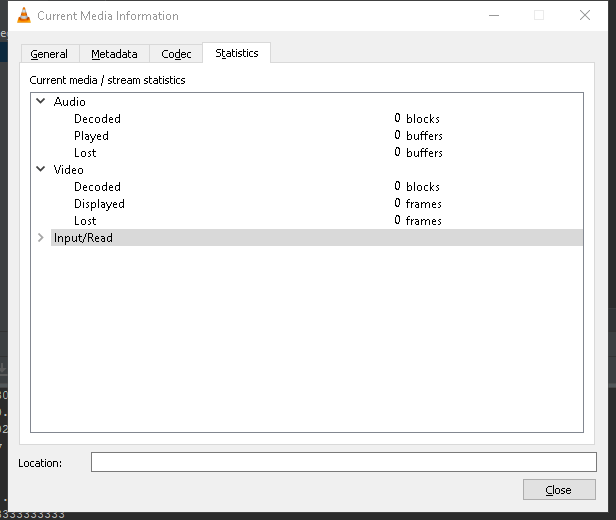 Current Media Information
General Metadata Codec Statistics
Current media / stream statistics
Audio
Decoded 0 blocks
Played 0 buffers
Lost 0 buffers
Video
Decoded 0 blocks
Displayed 0 frames
Lost 0 frames
Input/Read
Location:
Close
3333333333